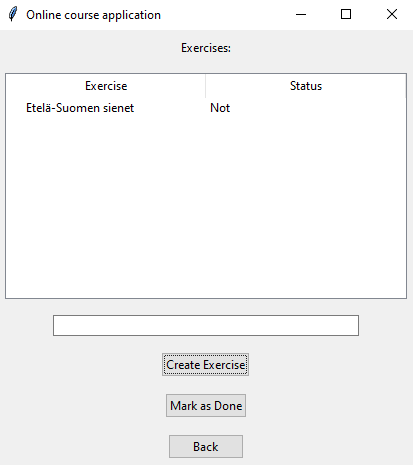 Online course application
Exercises:
Exercise Status
Etelä-Suomen sienet Not
Create Exercise
Mark as Done
Back